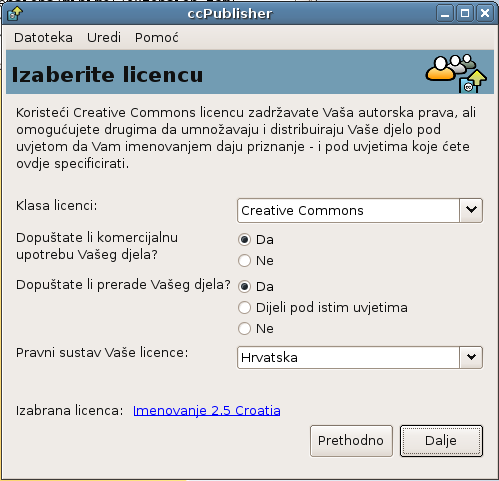 ccPublisher
Datoteka Uredi Pomoć
Izaberite licencu
Koristeći Creative Commons licencu zadržavate Vaša autorska prava, ali
omogućujete drugima da umnožavaju i distribuiraju Vaše djelo pod
uvjetom da Vam imenovanjem daju priznanje - i pod uvjetima koje ćete
ovdje specificirati.
Klasa licenci: Creative Commons
Dopuštate li komercijalnu
upotrebu Vašeg djela?
Da
Ne
Dopuštate li prerade Vašeg djela? Da
Dijeli pod istim uvjetima
Ne
Pravni sustav Vaše licence: Hrvatska
Izabrana licenca: Imenovanje 2.5 Croatia
Prethodno Dalje